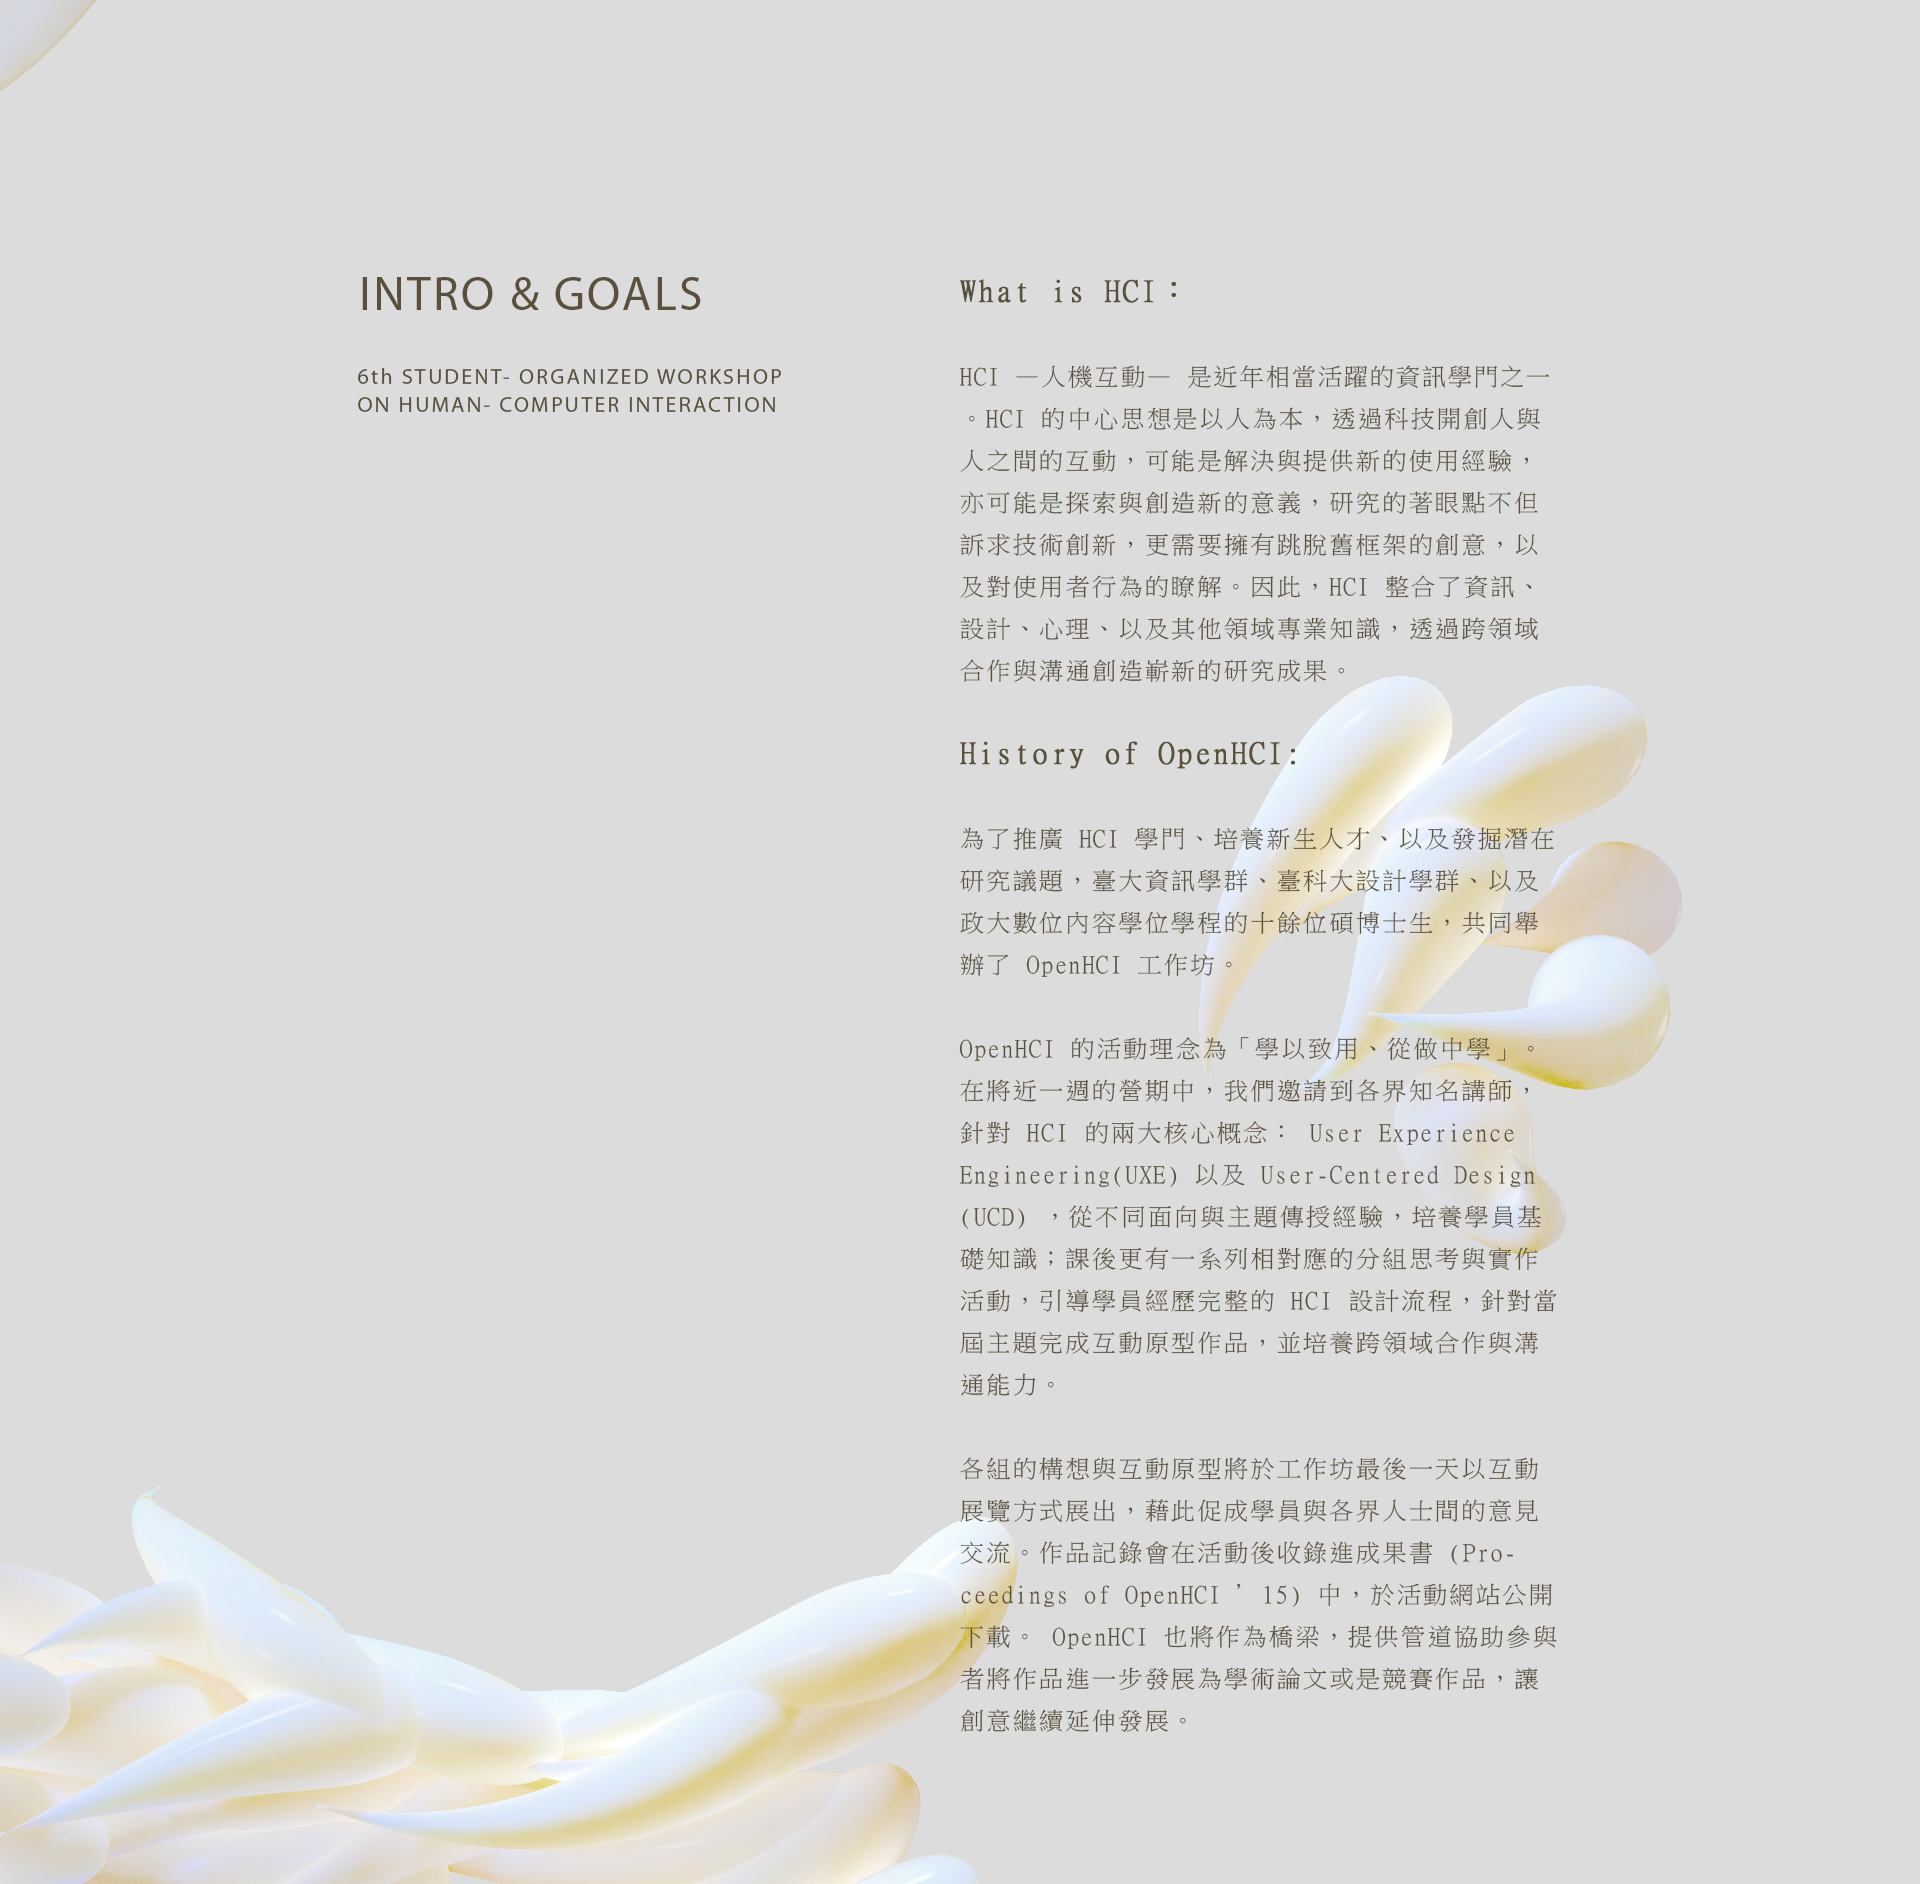 INTRO & GOALS
6th STUDENT- ORGANIZED WORKSHOP
ON HUMAN- COMPUTER INTERACTION
What is HCI：
HCI —人機互動— 是近年相當活躍的資訊學門之一
。HCI 的中心思想是以人為本，透過科技開創人與
人之間的互動，可能是解決與提供新的使用經驗，
亦可能是探索與創造新的意義，研究的著眼點不但
訴求技術創新，更需要擁有跳脫舊框架的創意，以
及對使用者行為的瞭解。因此，HCI 整合了資訊、
設計、心理、以及其他領域專業知識，透過跨領域
合作與溝通創造嶄新的研究成果。
History of OpenHCI:
為了推廣 HCI 學門、培養新生人才、以及發掘潛在
研究議題，臺大資訊學群、臺科大設計學群、以及
政大數位內容學位學程的十餘位碩博士生，共同舉
辦了 OpenHCI 工作坊。
OpenHCI 的活動理念為「學以致用、從做中學」。
在將近一週的營期中，我們邀請到各界知名講師，
針對 HCI 的兩大核心概念： User Experience
Engineering(UXE) 以及 User-Centered Design
(UCD) ，從不同面向與主題傳授經驗，培養學員基
礎知識；課後更有一系列相對應的分組思考與實作
活動，引導學員經歷完整的 HCI 設計流程，針對當
屆主題完成互動原型作品，並培養跨領域合作與溝
通能力。
各組的構想與互動原型將於工作坊最後一天以互動
展覽方式展出，藉此促成學員與各界人士間的意見
交流。作品記錄會在活動後收錄進成果書 (Pro-
ceedings of OpenHCI ’ 15) 中，於活動網站公開
下載。 OpenHCI 也將作為橋梁，提供管道協助參與
者將作品進一步發展為學術論文或是競賽作品，讓
創意繼續延伸發展。